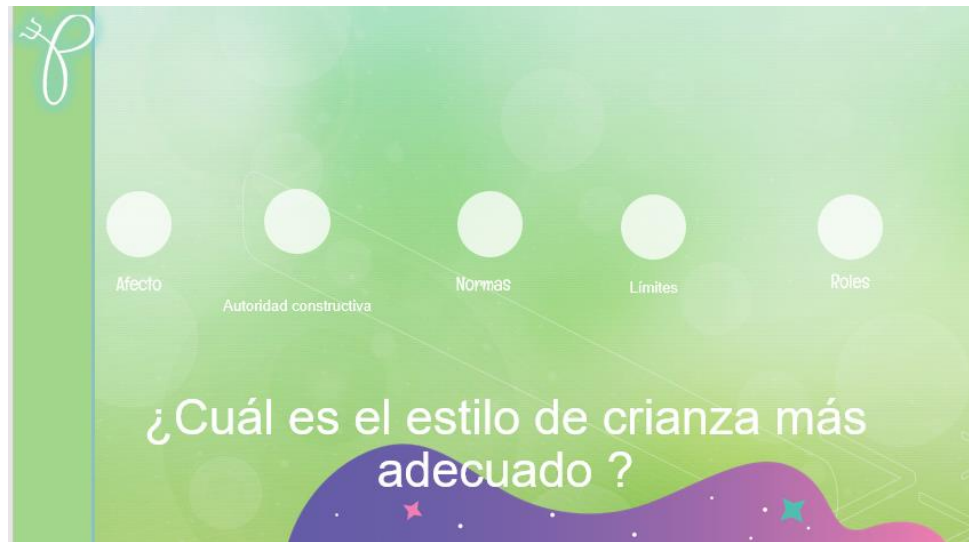 Afecto
Autoridad constructiva
Normas
Límites
Roles
¿Cuál es el estilo de crianza más
adecuado ?